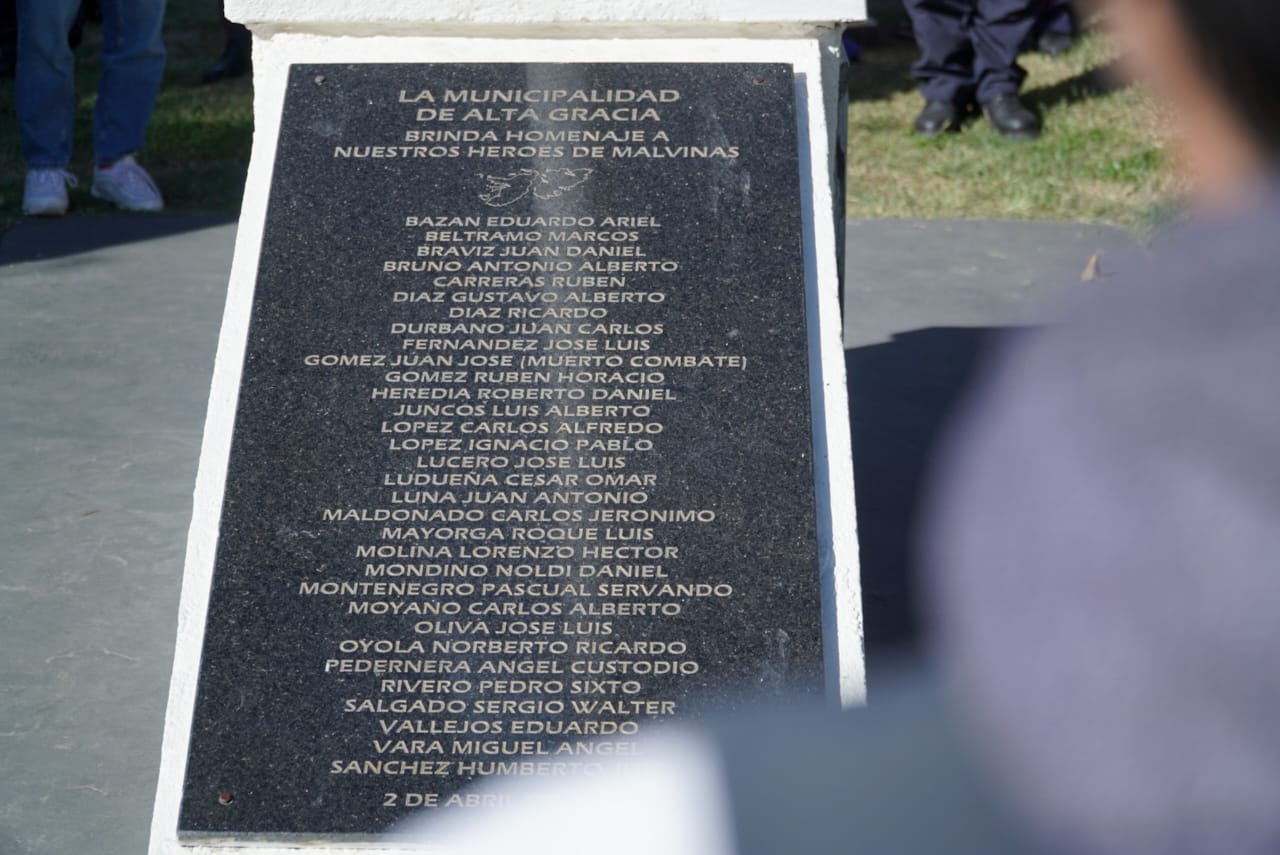 LA MUNICIPALIDAD
DE ALTA GRACIA
BRINDA HOMENAJE A
NUESTROS HEROES DE MALVINAS
BAZAN EDUARDO ARIEL
BELTRAMO MARCOS
BRAVIZ JUAN DANIEL
BRUNO ANTONIO ALBERTO
CARRERAS RUBEN
DIAZ GUSTAVO ALBERTO
DIAZ RICARDO
DURBANO JUAN CARLOS
FERNANDEZ JOSE LUIS
GOMEZ JUAN JOSE (MUERTO COMBATE)
GOMEZ RUBEN HORACIO
HEREDIA ROBERTO DANIEL
JUNCOS LUIS ALBERTO
LOPEZ CARLOS ALFREDO
LOPEZ IGNACIO PABLO
LUCERO JOSE LUIS
LUDUEÑA CESAR OMAR
LUNA JUAN ANTONIO
MALDONADO CARLOS JERONIMO
MAYORGA ROQUE LUIS
MOLINA LORENZO HECTOR
MONDINO NOLDI DANIEL
MONTENEGRO PASCUAL SERVANDO
MOYANO CARLOS ALBERTO
OLIVA JOSE LUIS
OYOLA NORBERTO RICARDO
PEDERNERA ANGEL CUSTODIO
RIVERO PEDRO SIXTO
SALGADO SERGIO WALTER
VALLEJOS EDUARDO
VARA MIGUEL ANGEL
SANCHEZ HUMBERTO
2 DE ABRIL